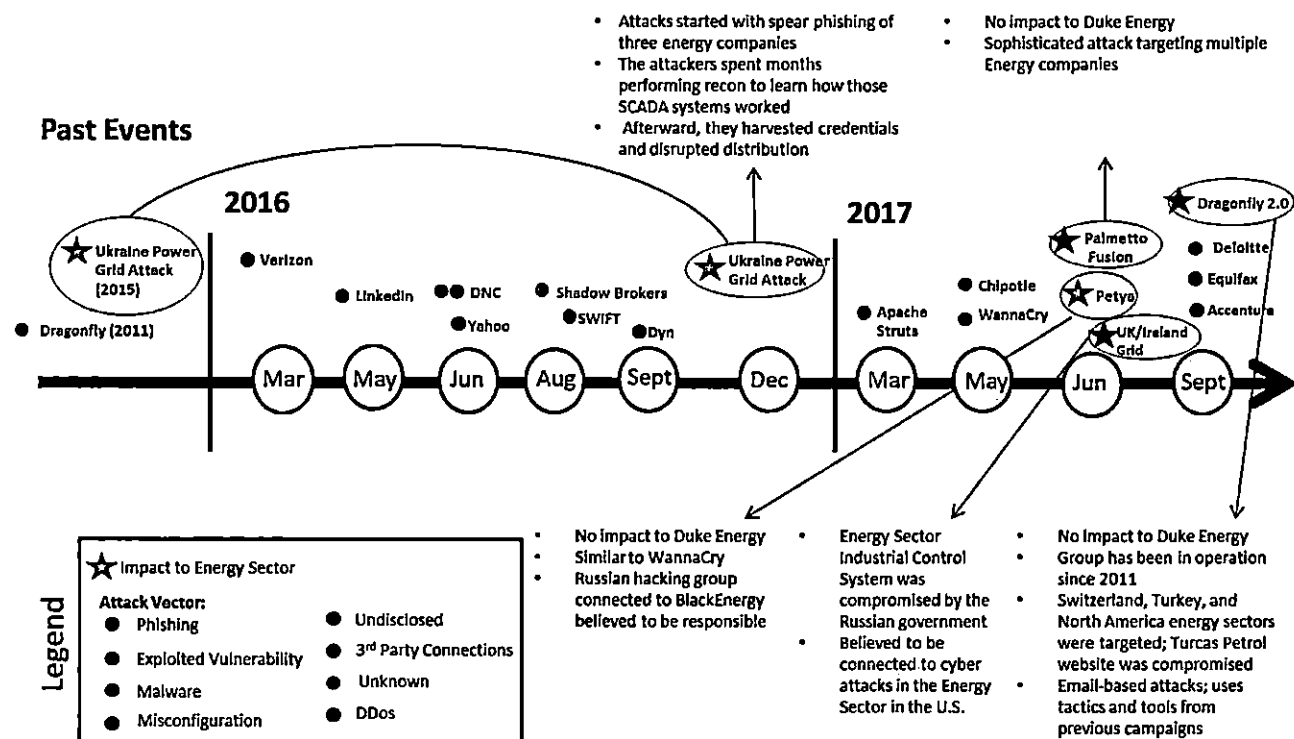 • Attacks started with spear phishing of
three energy companies
• The attackers spent months
performing recon to learn how those
SCADA systems worked
• Afterward, they harvested credentials
and disrupted distribution
• No impact to Duke Energy
• Sophisticated attack targeting multiple
Energy companies
Past Events
2016
2017
Ukraine Power
Grid Attack
(2015)
Dragonfly (2011)
Verizon
LinkedIn
DNC
Yahoo
Shadow Brokers
SWIFT
Dyn
Ukraine Power
Grid Attack
Apache
Struts
Chipotle
WannaCry
Palmetto
Fusion
Petya
UK/Ireland
Grid
Dragonfly 2.0
Deloitte
Equifax
Accenture
Mar
May
Jun
Aug
Sept
Dec
Mar
May
Jun
Sept
• No impact to Duke Energy
• Similar to WannaCry
• Russian hacking group
connected to BlackEnergy
believed to be responsible
• Energy Sector
Industrial Control
System was
compromised by the
Russian government
• Believed to be
connected to cyber
attacks in the Energy
Sector in the U.S.
• No impact to Duke Energy
• Group has been in operation
since 2011
• Switzerland, Turkey, and
North America energy sectors
were targeted; Turcas Petrol
website was compromised
• Email-based attacks; uses
tactics and tools from
previous campaigns
Legend
Impact to Energy Sector
Attack Vector:
Phishing
Exploited Vulnerability
Malware
Misconfiguration
Undisclosed
3rd Party Connections
Unknown
DDos